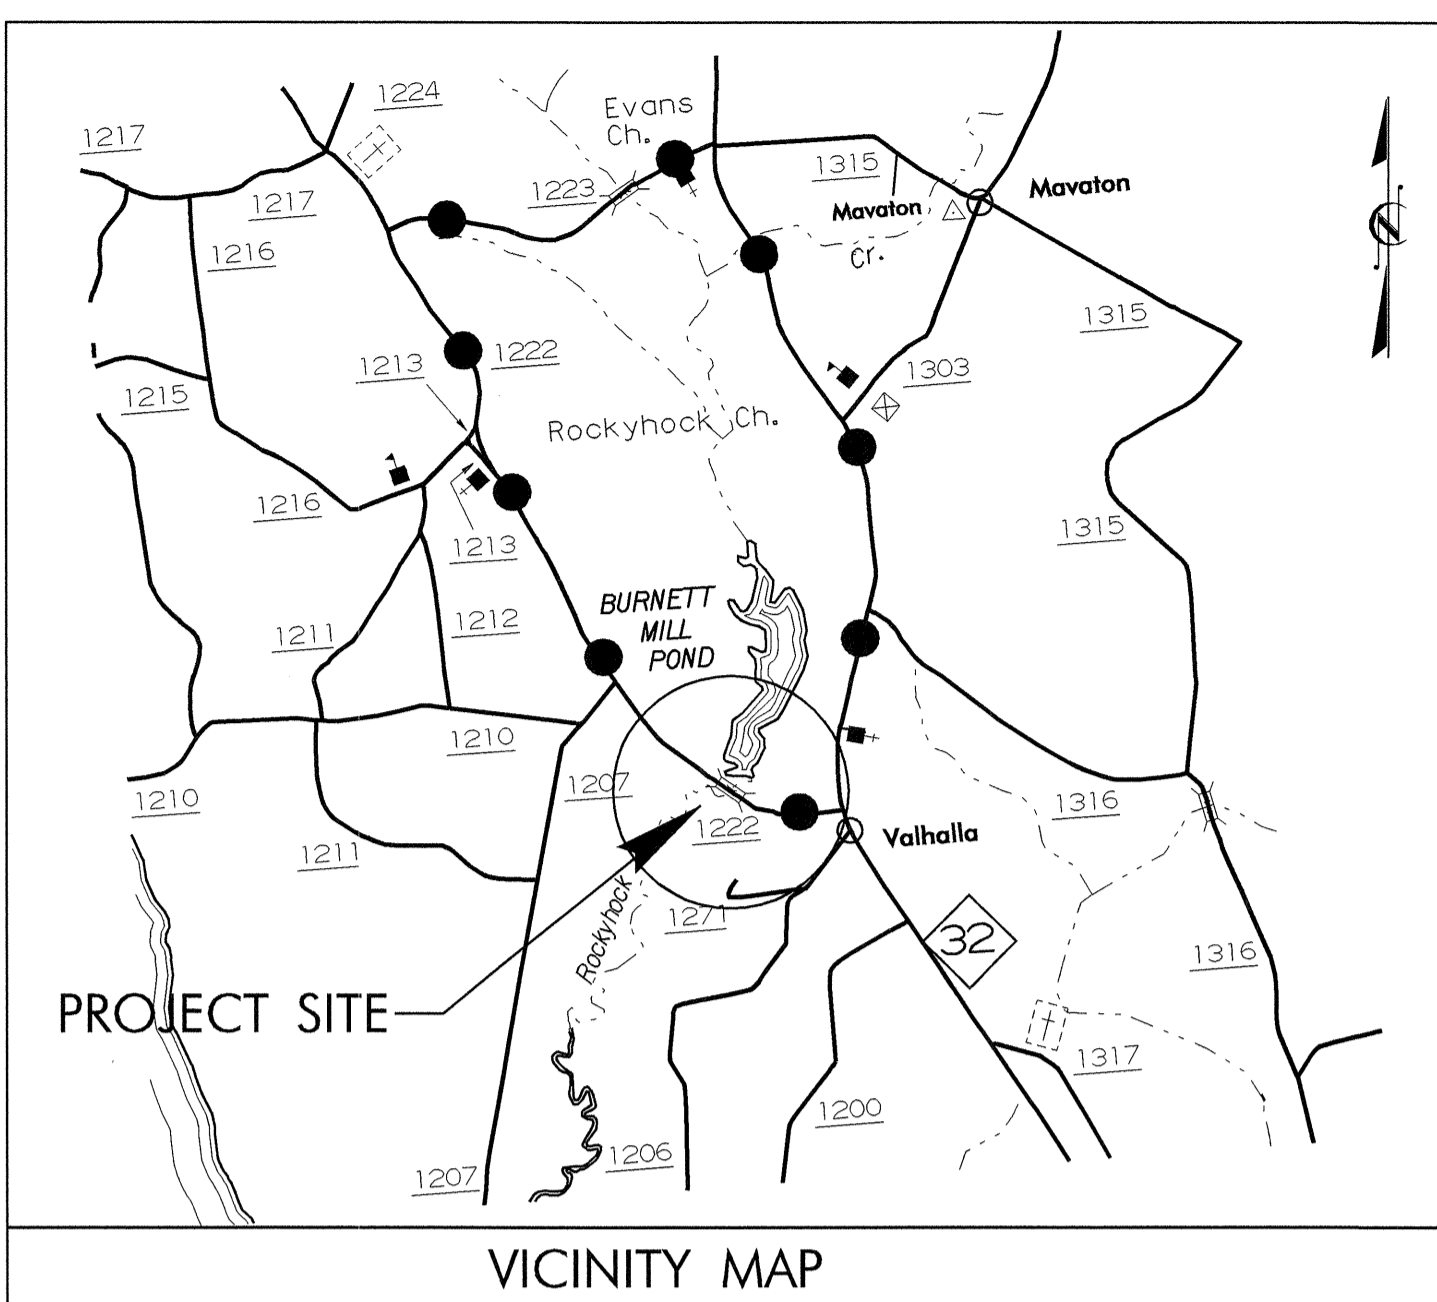 1224
Evans
Ch.
1217
1223
1315
Mavaton
1217
Mavaton
1216
Cr.
1315
1213
1222
1303
1215
Rockyhock Ch.
1216
1315
1213
BURNETT
MILL
POND
1212
1211
1210
1207
1210
1316
1222
Valhalla
1211
1271
Rockyhock
32
1316
PROJECT SITE
1317
1200
1206
1207
N
VICINITY MAP